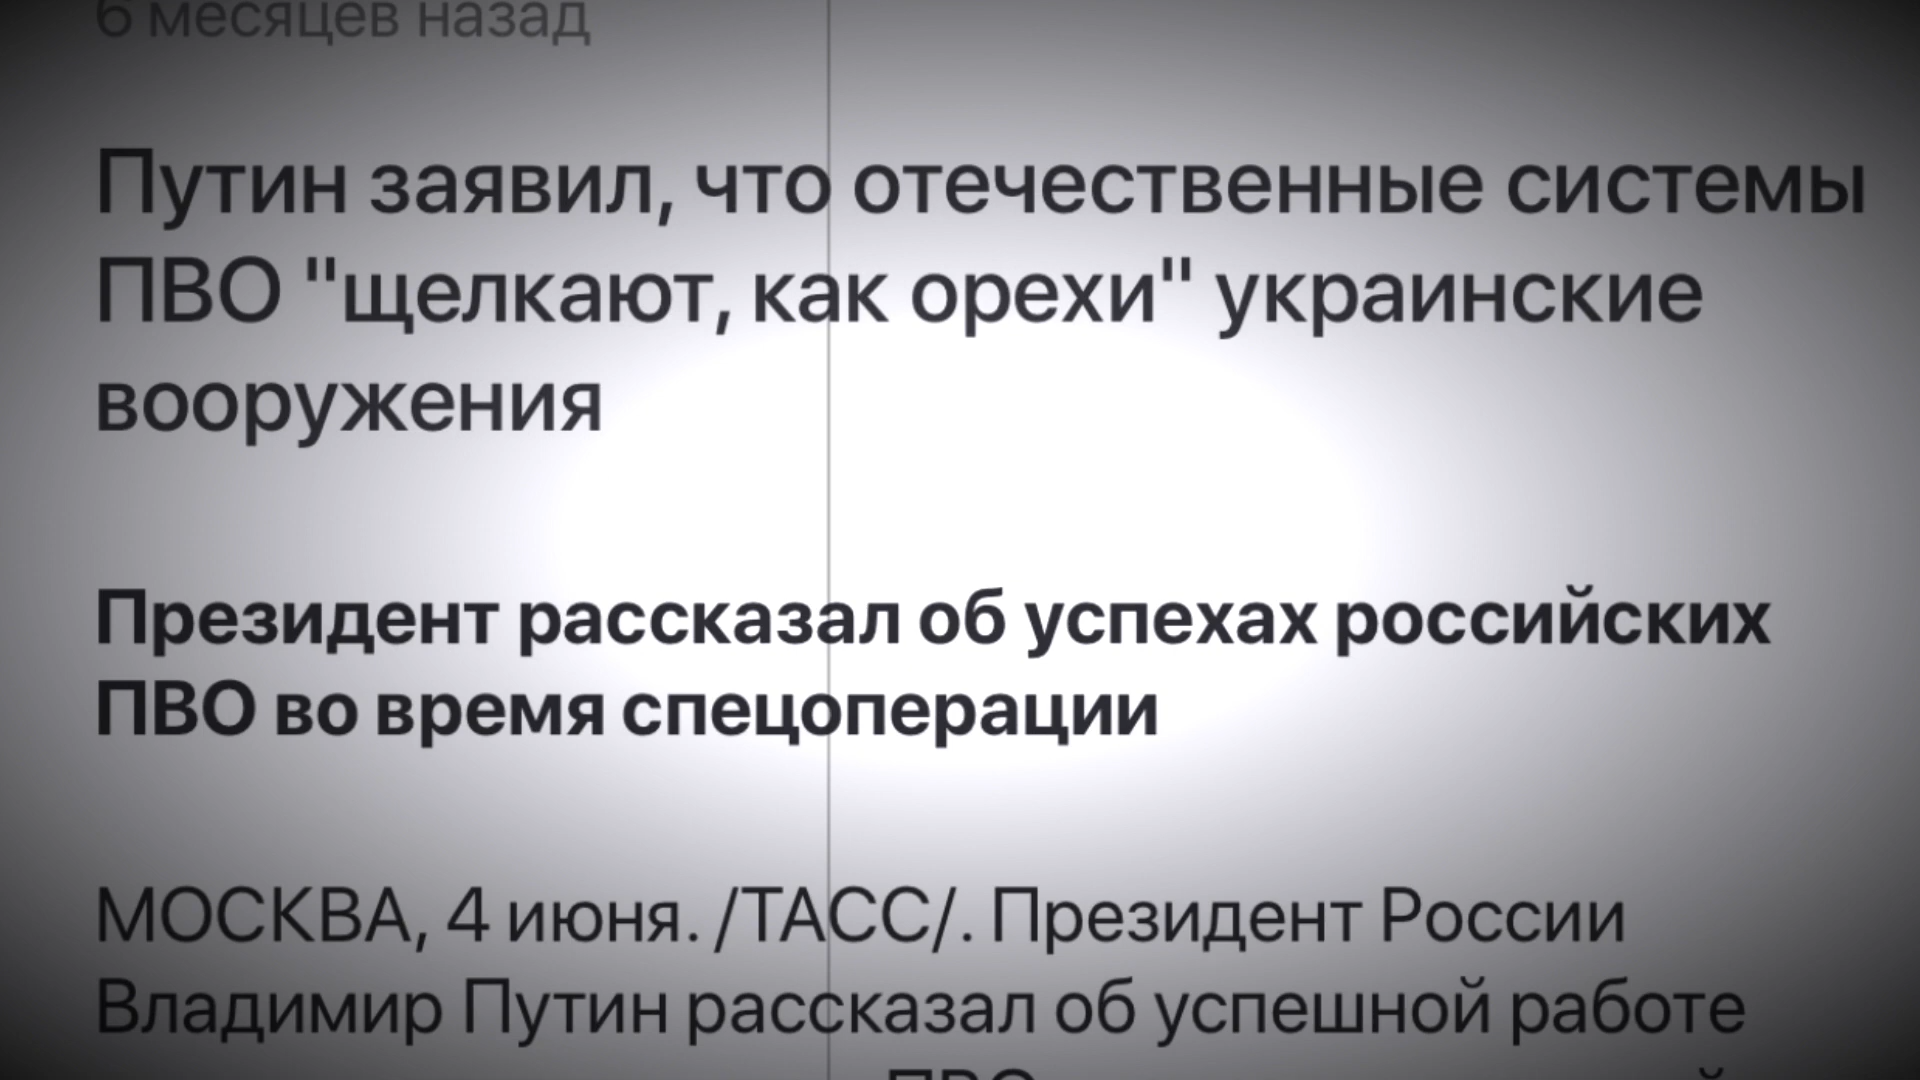 6 месяцев назад
Путин заявил, что отечественные системы
ПВО "щелкают, как орехи" украинские
вооружения
Президент рассказал об успехах российских
ПВО во время спецоперации
МОСКВА, 4 июня. /ТАСС/. Президент России
Владимир Путин рассказал об успешной работе
ПВО